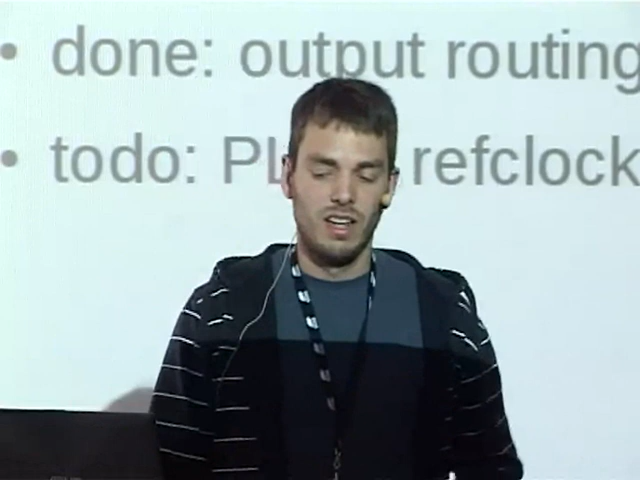 • done: output routing
• todo: refclock